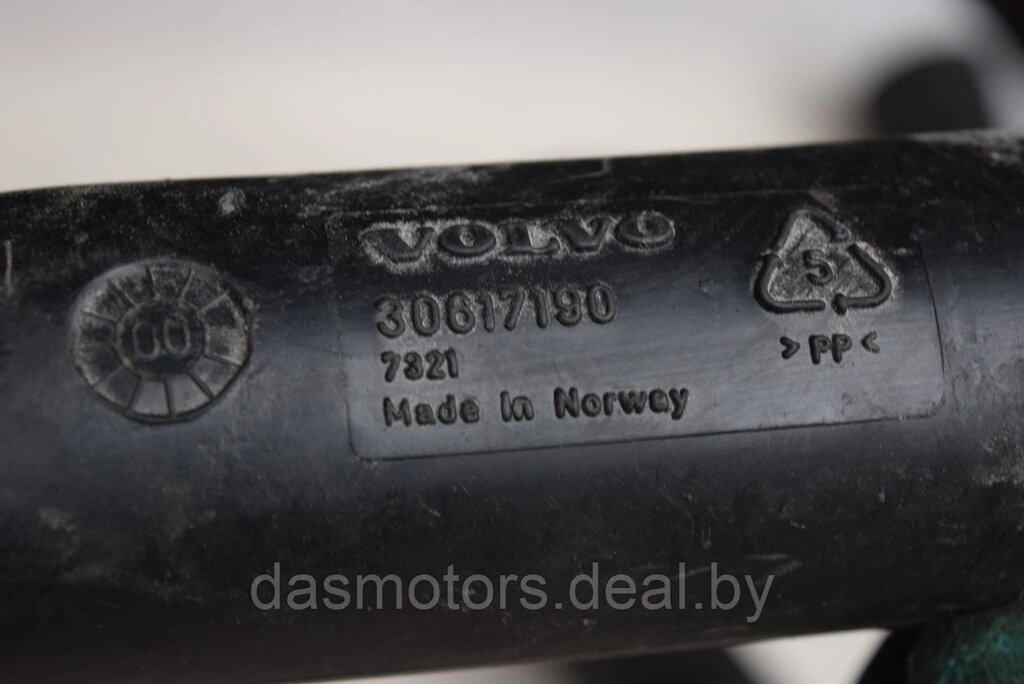 VOLVO
30617190
7321
Made In Norway
5
>PP<
00
dasmotors.deal.by